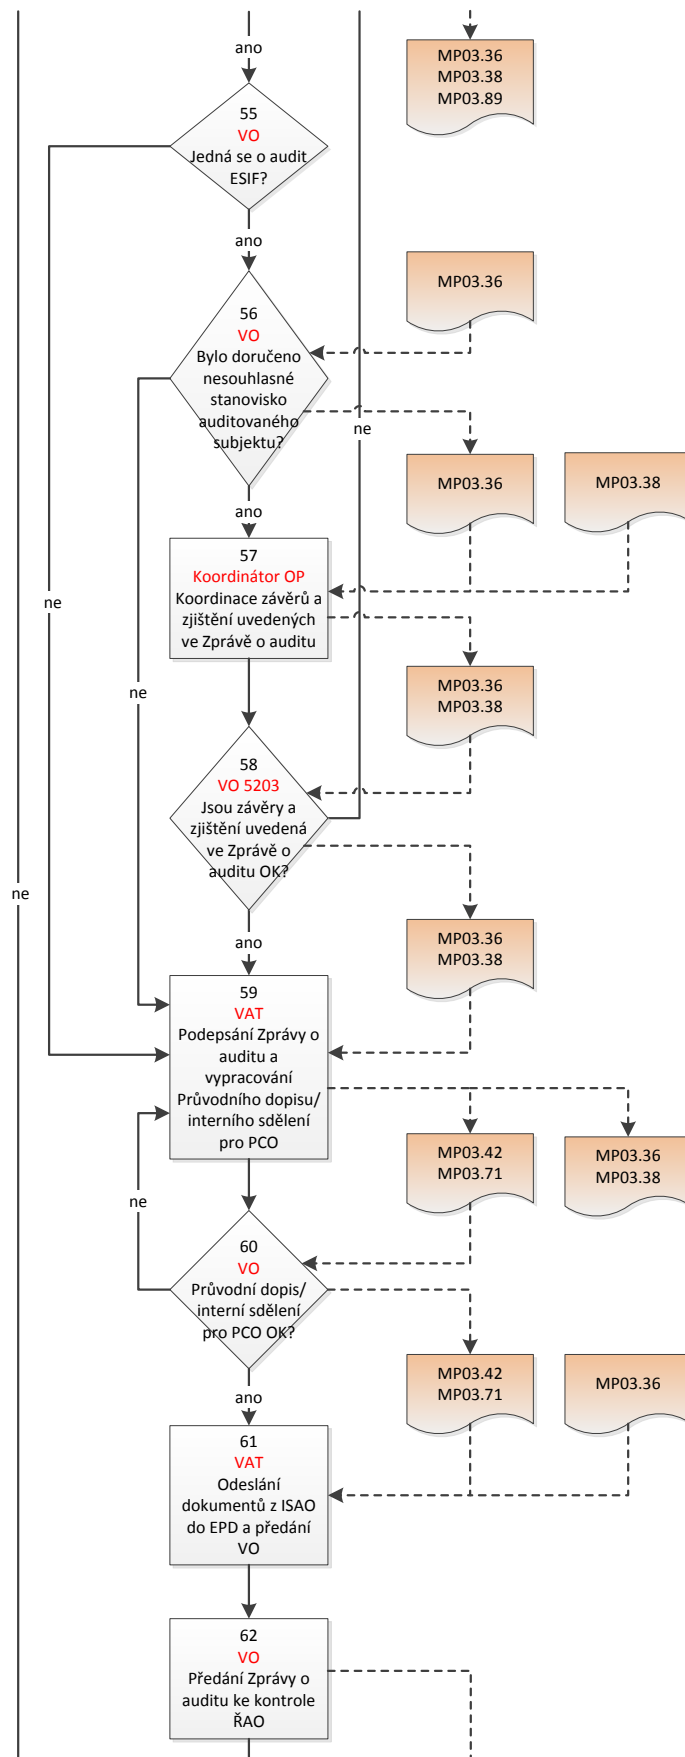 ano
MP03.36
MP03.38
MP03.89
55
VO
Jedná se o audit
ESIF?
ano
MP03.36
56
VO
Bylo doručeno
nesouhlasné
stanovisko
auditovaného
subjektu?
ne
MP03.36
MP03.38
ano
57
Koordinátor OP
Koordinace závěrů a
zjištění uvedených
ve Zprávě o auditu
ne
ne
MP03.36
MP03.38
58
VO 5203
Jsou závěry a
zjištění uvedená
ve Zprávě o
auditu OK?
ne
ano
MP03.36
MP03.38
59
VAT
Podepsání Zprávy o
auditu a
vypracování
Průvodního dopisu/
interního sdělení
pro PCO
MP03.42
MP03.71
MP03.36
MP03.38
ne
60
VO
Průvodní dopis/
interní sdělení
pro PCO OK?
MP03.42
MP03.71
MP03.36
ano
61
VAT
Odeslání
dokumentů z ISAO
do EPD a předání
VO
62
VO
Předání Zprávy o
auditu ke kontrole
ŘAO